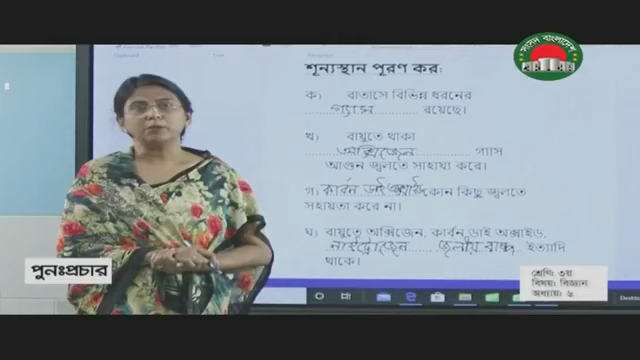 সংসদ বাংলাদেশ
শূন্যস্থান পুরণ কর:
ক) বাতাসে বিভিন্ন ধরনের
গ্যাস রয়েছে।
খ) বায়ুতে থাকা
অক্সিজেন গ্যাস
আগুন জ্বলতে সাহায্য করে।
গ) কার্বন ডাই অক্সাইড কোন কিছু জ্বলতে
সহায়তা করে না।
ঘ) বায়ুতে অক্সিজেন, কার্বন ডাই অক্সাইড,
নাইট্রোজেন জলীয় বাষ্প ইত্যাদি
থাকে।
পুনঃপ্রচার
শ্রেণি: ৩য়
বিষয়: বিজ্ঞান
অধ্যায়: ৬